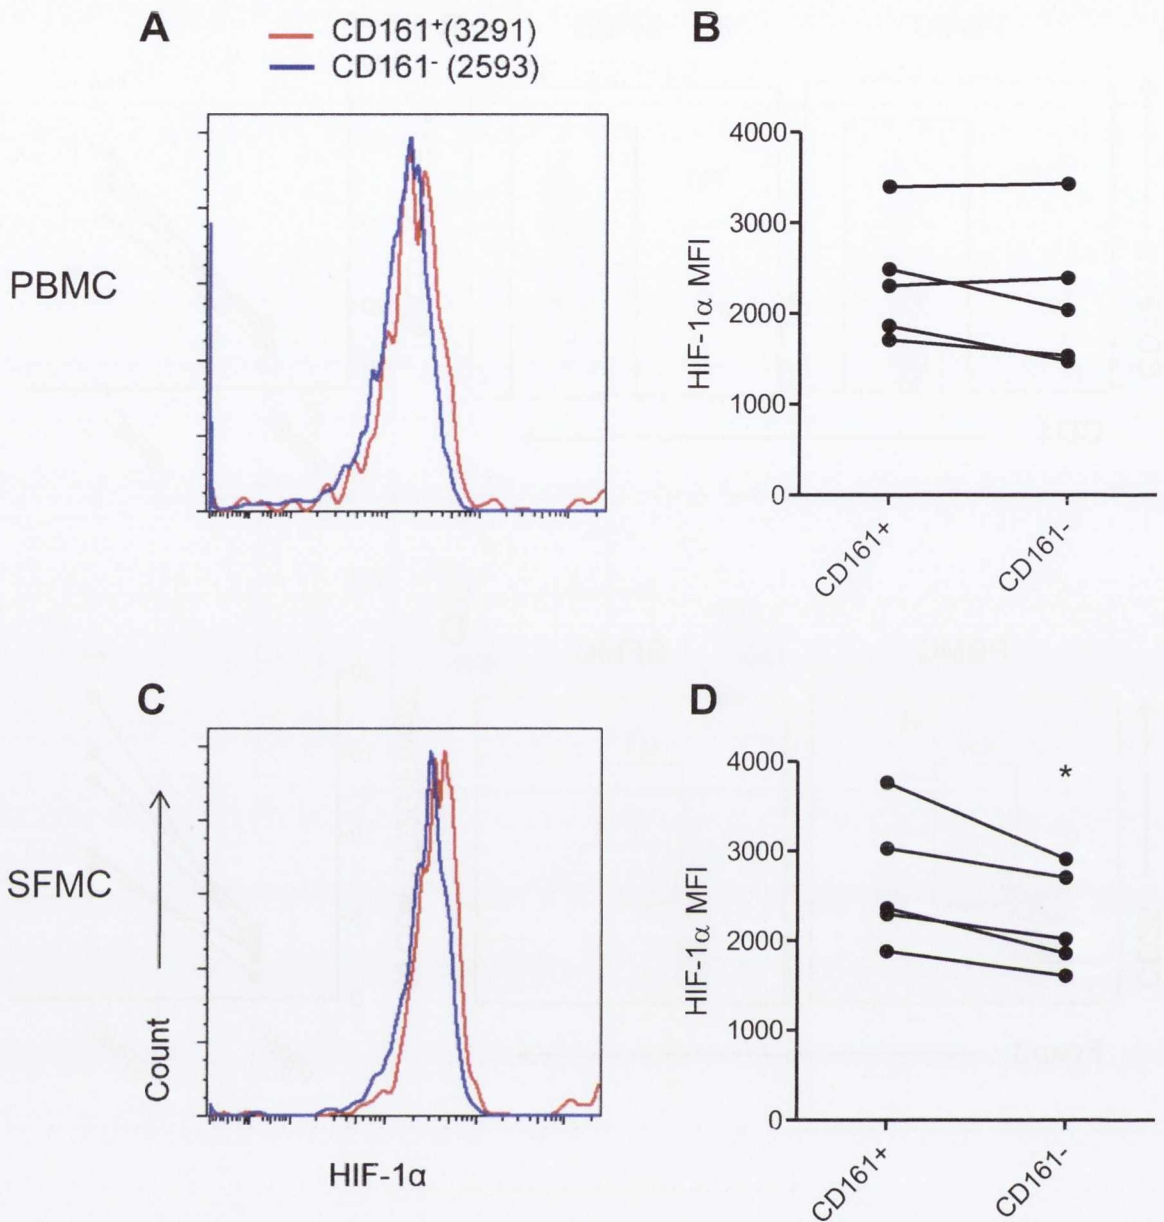 A
CD161⁺(3291)
CD161⁻ (2593)
PBMC
B
4000
3000
2000
1000
0
HIF-1α MFI
CD161+
CD161-
C
SFMC
Count
HIF-1α
D
4000
3000
2000
1000
0
HIF-1α MFI
*
CD161+
CD161-